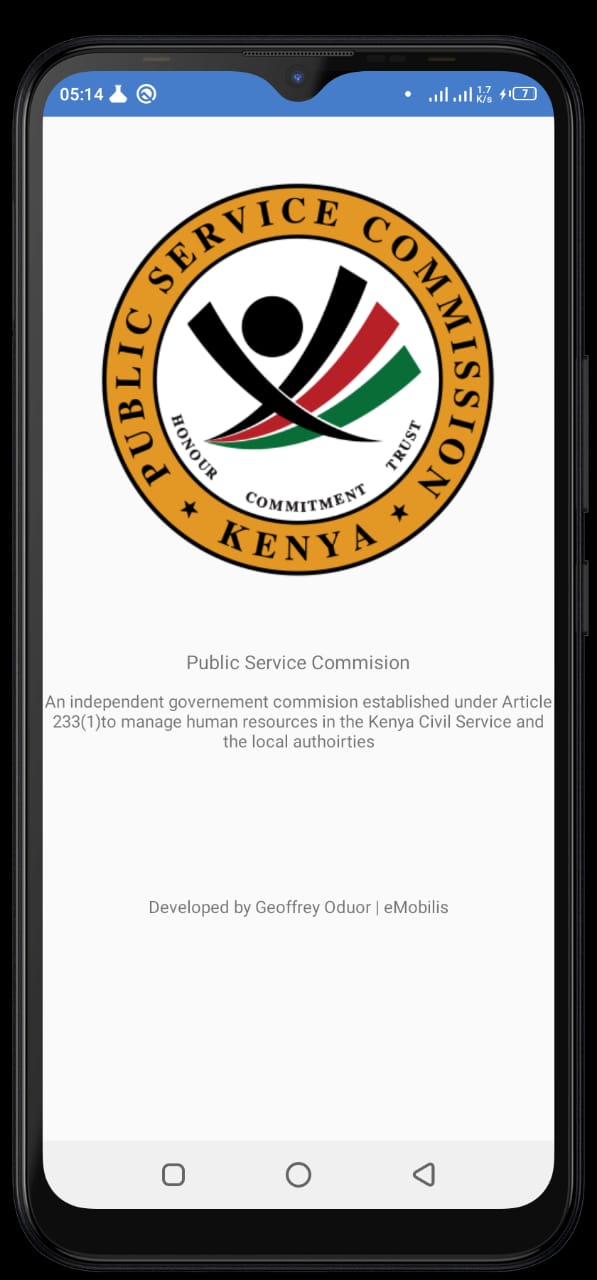 05:14
1.7
K/s
7
PUBLIC SERVICE COMMISSION
HONOUR
COMMITMENT
TRUST
KENYA
Public Service Commision
An independent governement commision established under Article
233(1)to manage human resources in the Kenya Civil Service and
the local authoirties
Developed by Geoffrey Oduor | eMobilis